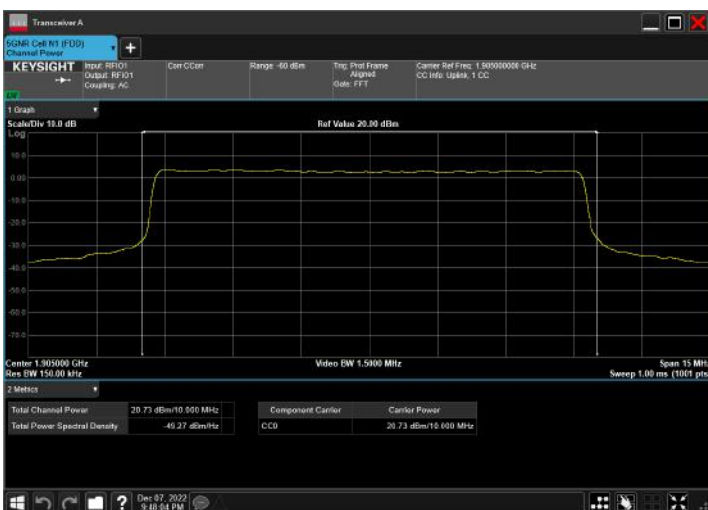 Transceiver A
5GNR Cell N1 (FDD)
Channel Power
KEYSIGHT
Input: RFIO1
Output: RFIO1
Coupling: AC
Corr CCorr
Range -60 dBm
Trig: Prot Frame
Aligned
Gate: FFT
Carrier Ref Freq: 1.905000000 GHz
CC Info: Uplink, 1 CC
1 Graph
Scale/Div 10.0 dB
Ref Value 20.00 dBm
Log
10.0
0.00
-10.0
-20.0
-30.0
-40.0
-50.0
-60.0
-70.0
Center 1.905000 GHz
Video BW 1.5000 MHz
Span 15 MHz
Res BW 150.00 kHz
Sweep 1.00 ms (1001 pts
2 Metrics
Total Channel Power 20.73 dBm/10.000 MHz
Total Power Spectral Density -49.27 dBm/Hz
Component Carrier Carrier Power
CC0 20.73 dBm/10.000 MHz
Dec 07, 2022
9:48:04 PM